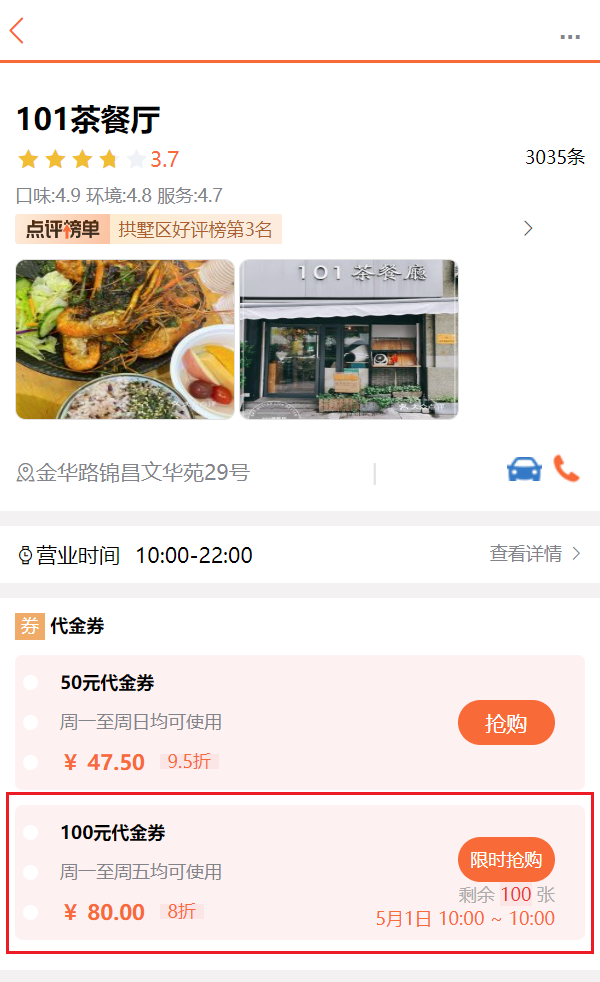 ...
101茶餐厅
3.7
3035条
口味:4.9 环境:4.8 服务:4.7
点评榜单 拱墅区好评榜第3名
101茶餐廳
金华路锦昌文华苑29号
营业时间 10:00-22:00
查看详情
券 代金券
50元代金券
周一至周日均可使用
抢购
¥ 47.50 9.5折
100元代金券
周一至周五均可使用
限时抢购
¥ 80.00 8折
剩余 100 张
5月1日 10:00 ~ 10:00